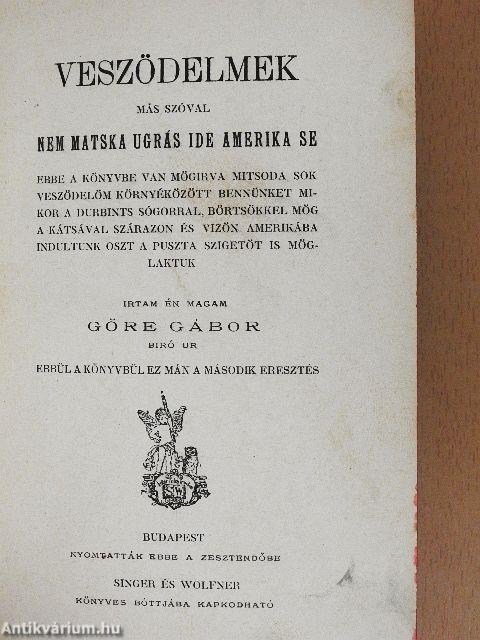 VESZÖDELMEK
MÁS SZÓVAL
NEM MATSKA UGRÁS IDE AMERIKA SE
EBBE A KÖNYVBE VAN MÖGIRVA MITSODA SOK
VESZÖDELÖM KÖRNYÉKÖZÖTT BENNÜNKET MI-
KOR A DURBINTS SÓGORRAL, BÖRTSÖKKEL MÖG
A KÁTSÁVAL SZÁRAZON ÉS VIZÖN AMERIKÁBA
INDULTUNK OSZT A PUSZTA SZIGETÖT IS MÖG-
LAKTUK
IRTAM ÉN MAGAM
GÖRE GÁBOR
BIRÓ UR
EBBÜL A KÖNYVBÜL EZ MÁN A MÁSODIK ERESZTÉS
BUDAPEST
NYOMTATTÁK EBBE A ZESZTENDŐBE
SINGER ÉS WOLFNER
KÖNYVES BÓTTJÁBA KAPKODHATÓ
Antikvárium.hu